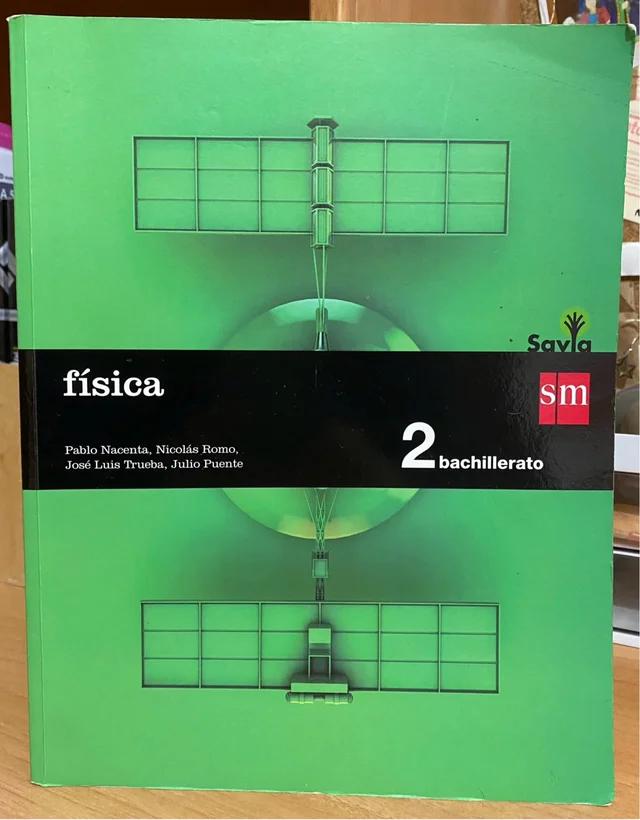 Savia
física
sm
Pablo Nacenta, Nicolás Romo,
José Luis Trueba, Julio Puente
2 bachillerato